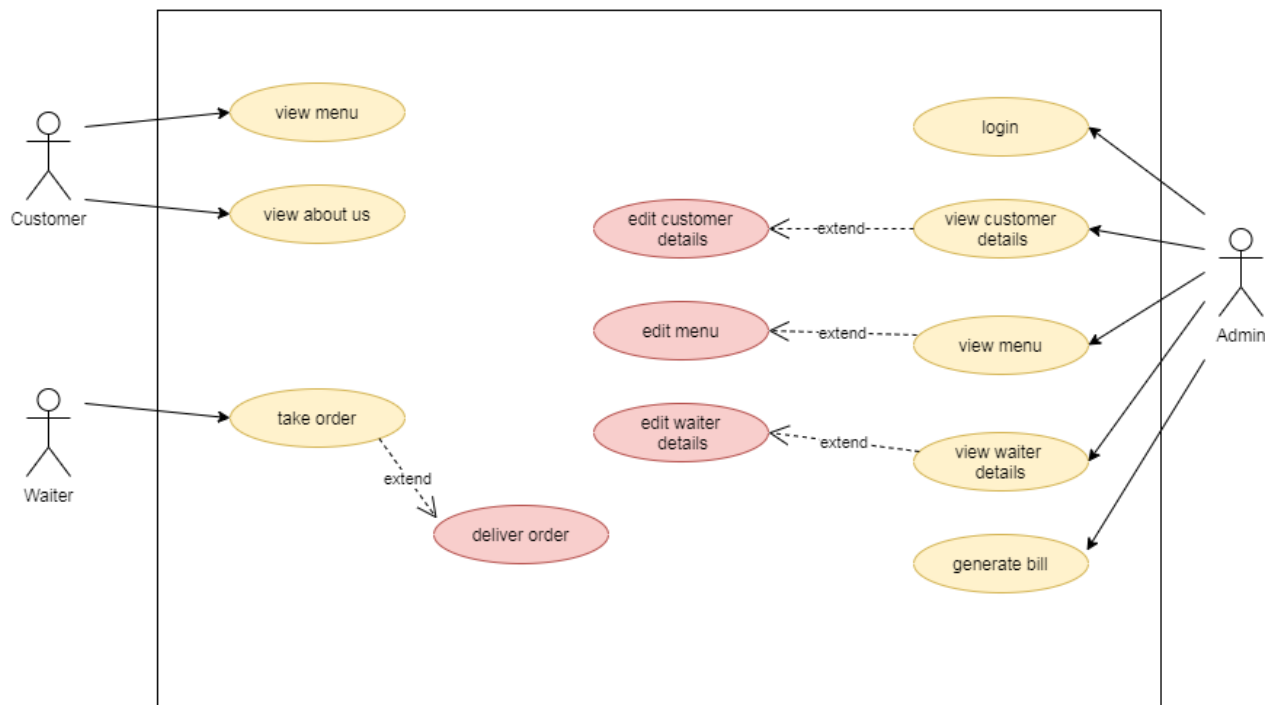 view menu
login
Customer
view about us
edit customer
details
extend
view customer
details
edit menu
extend
view menu
Admin
take order
edit waiter
details
extend
view waiter
details
Waiter
extend
deliver order
generate bill